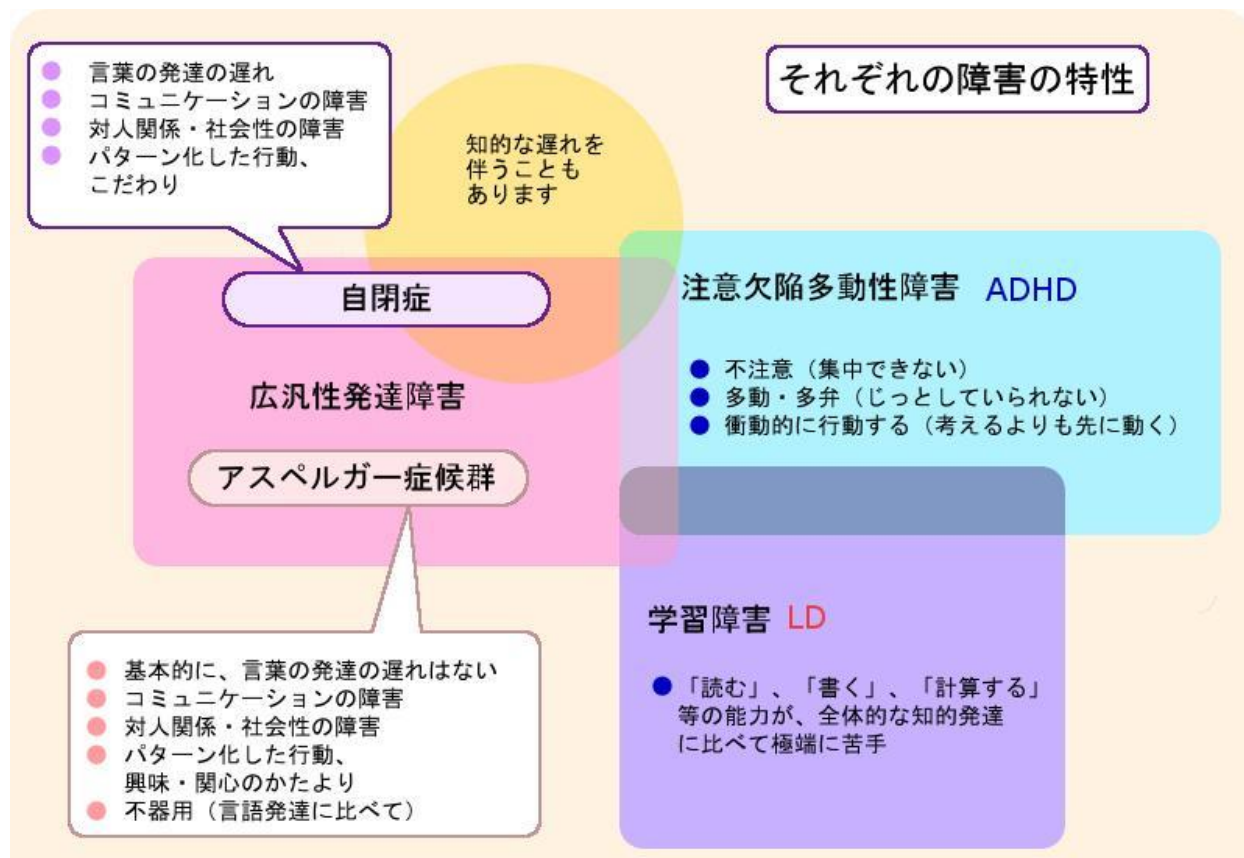 それぞれの障害の特性
● 言葉の発達の遅れ
● コミュニケーションの障害
● 対人関係・社会性の障害
● パターン化した行動、
こだわり
知的な遅れを
伴うことも
あります
自閉症
広汎性発達障害
アスペルガー症候群
● 基本的に、言葉の発達の遅れはない
● コミュニケーションの障害
● 対人関係・社会性の障害
● パターン化した行動、
興味・関心のかたより
● 不器用（言語発達に比べて）
注意欠陥多動性障害 ADHD
● 不注意（集中できない）
● 多動・多弁（じっとしていられない）
● 衝動的に行動する（考えるよりも先に動く）
学習障害 LD
● 「読む」、「書く」、「計算する」
等の能力が、全体的な知的発達
に比べて極端に苦手